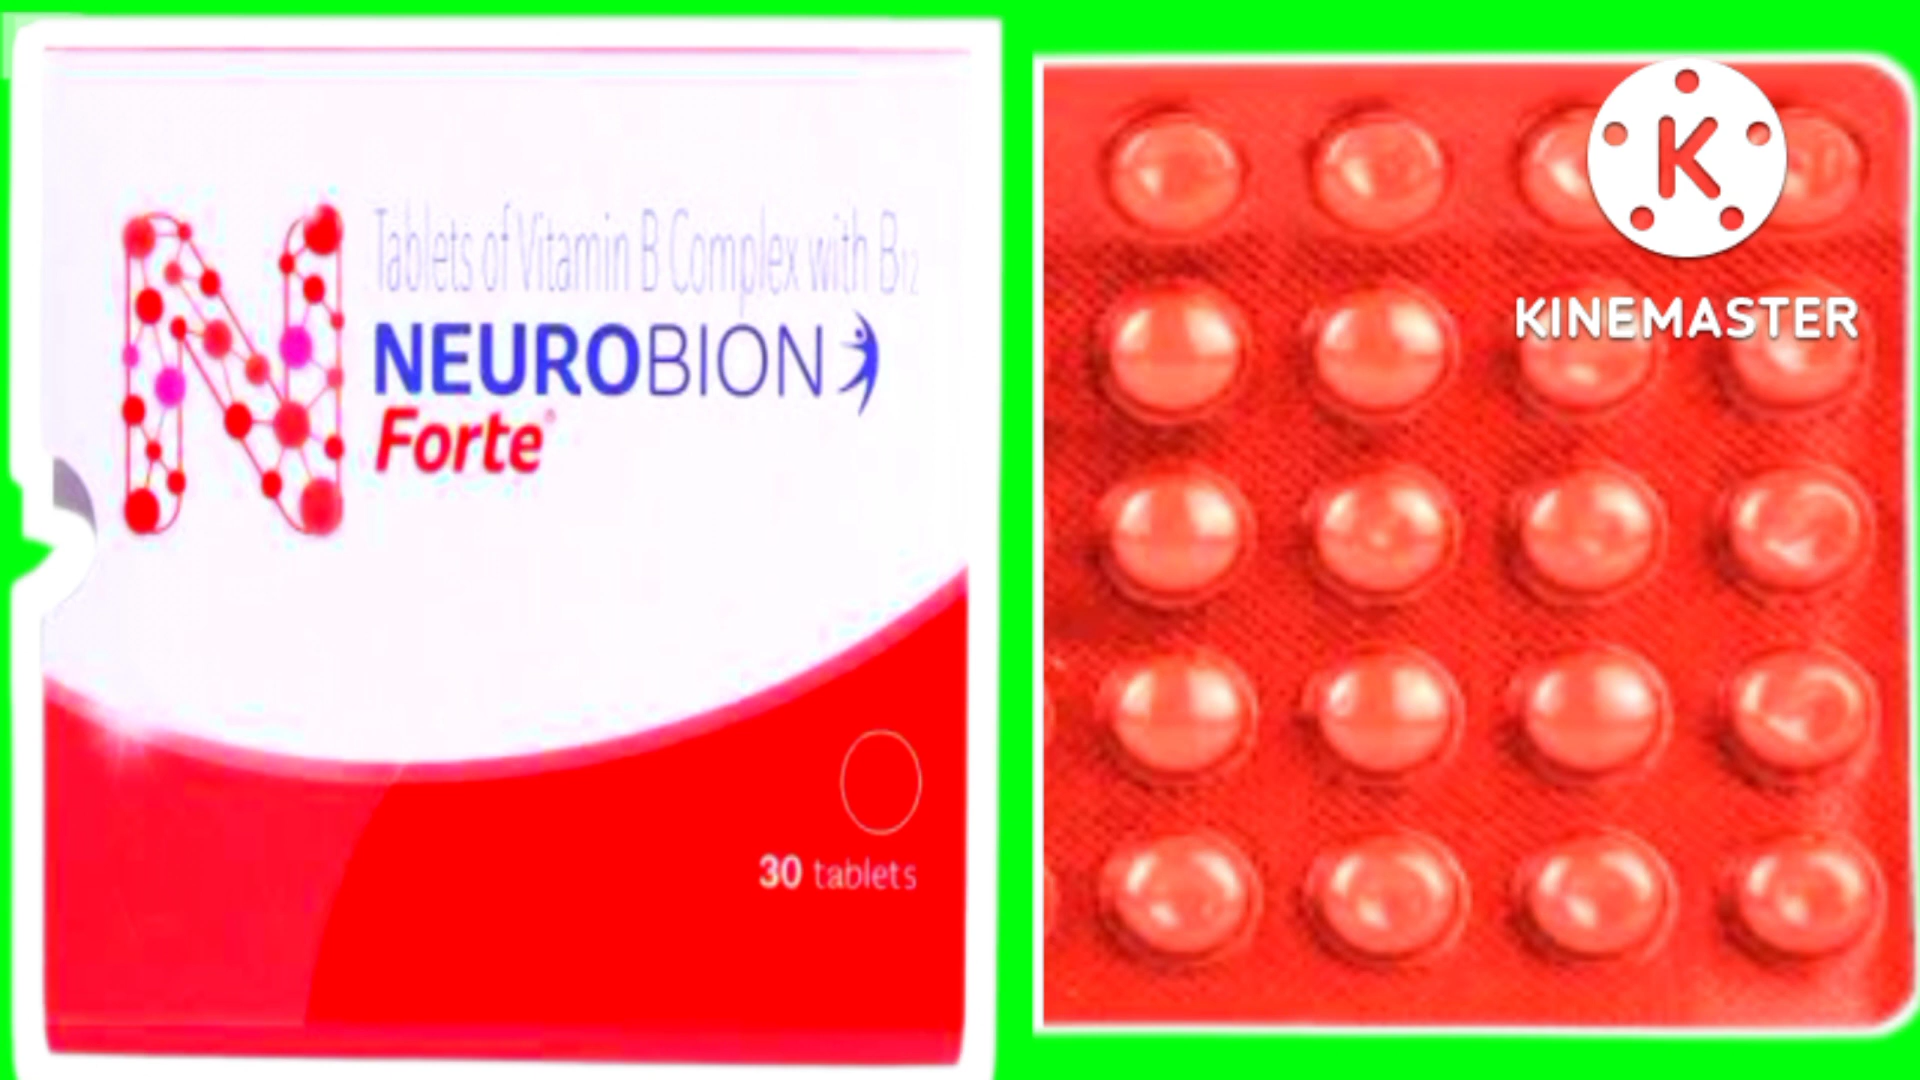 Tablets of Vitamin B Complex with B12
NEUROBION
Forte
30 tablets
K
KINEMASTER